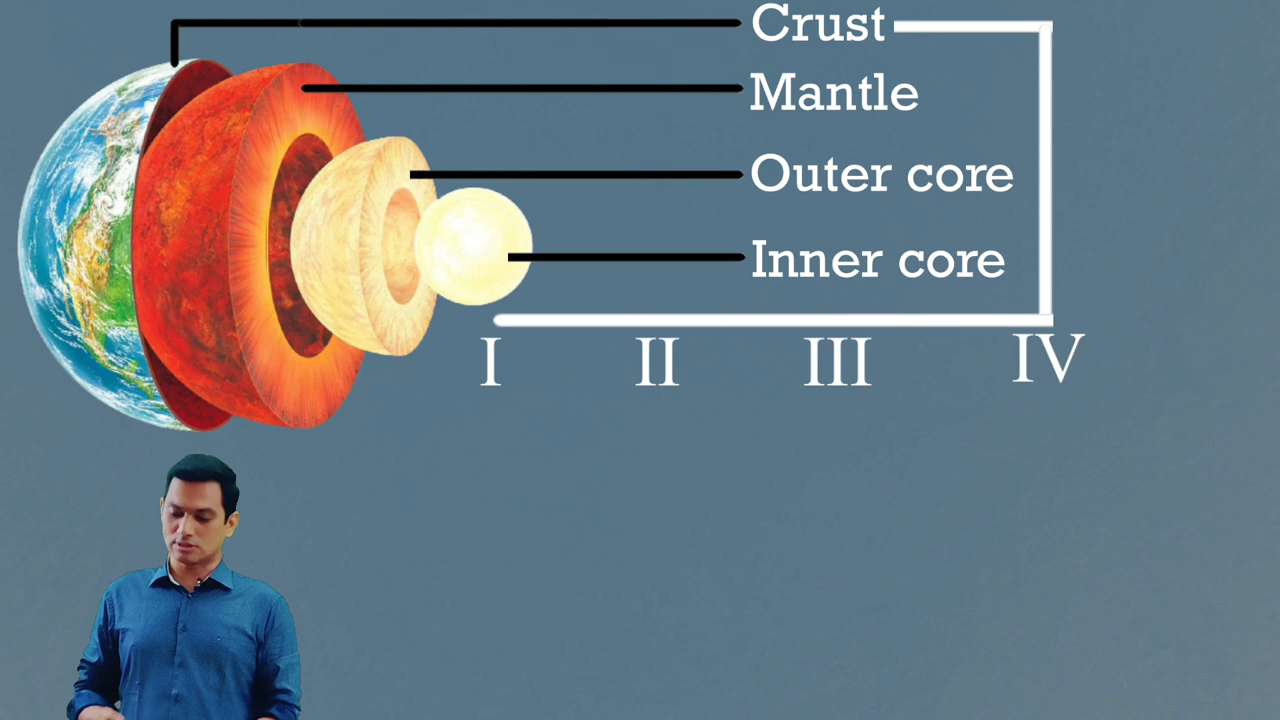 Crust
Mantle
Outer core
Inner core
I II III IV